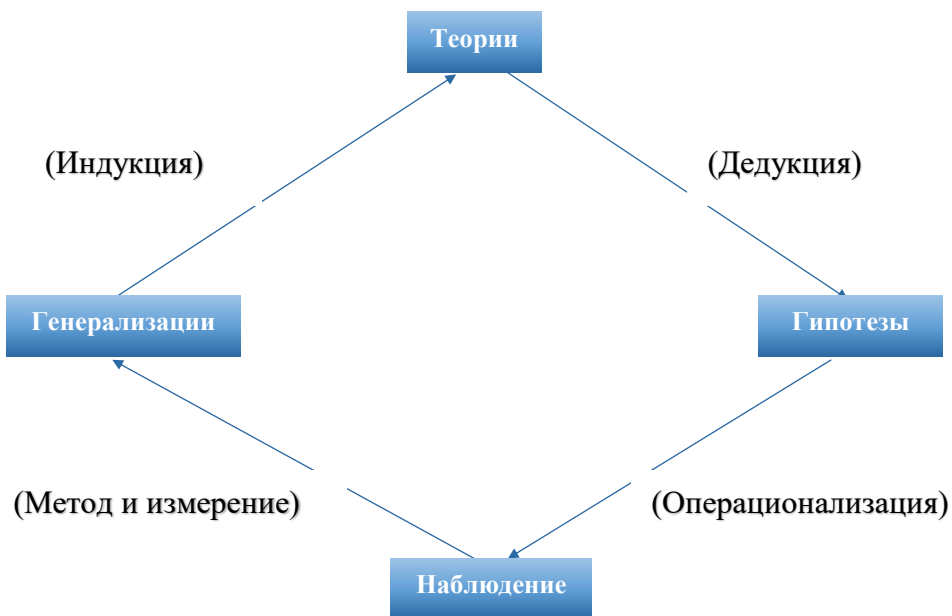 Теории
(Индукция)
(Дедукция)
Генерализации
Гипотезы
(Метод и измерение)
(Операционализация)
Наблюдение